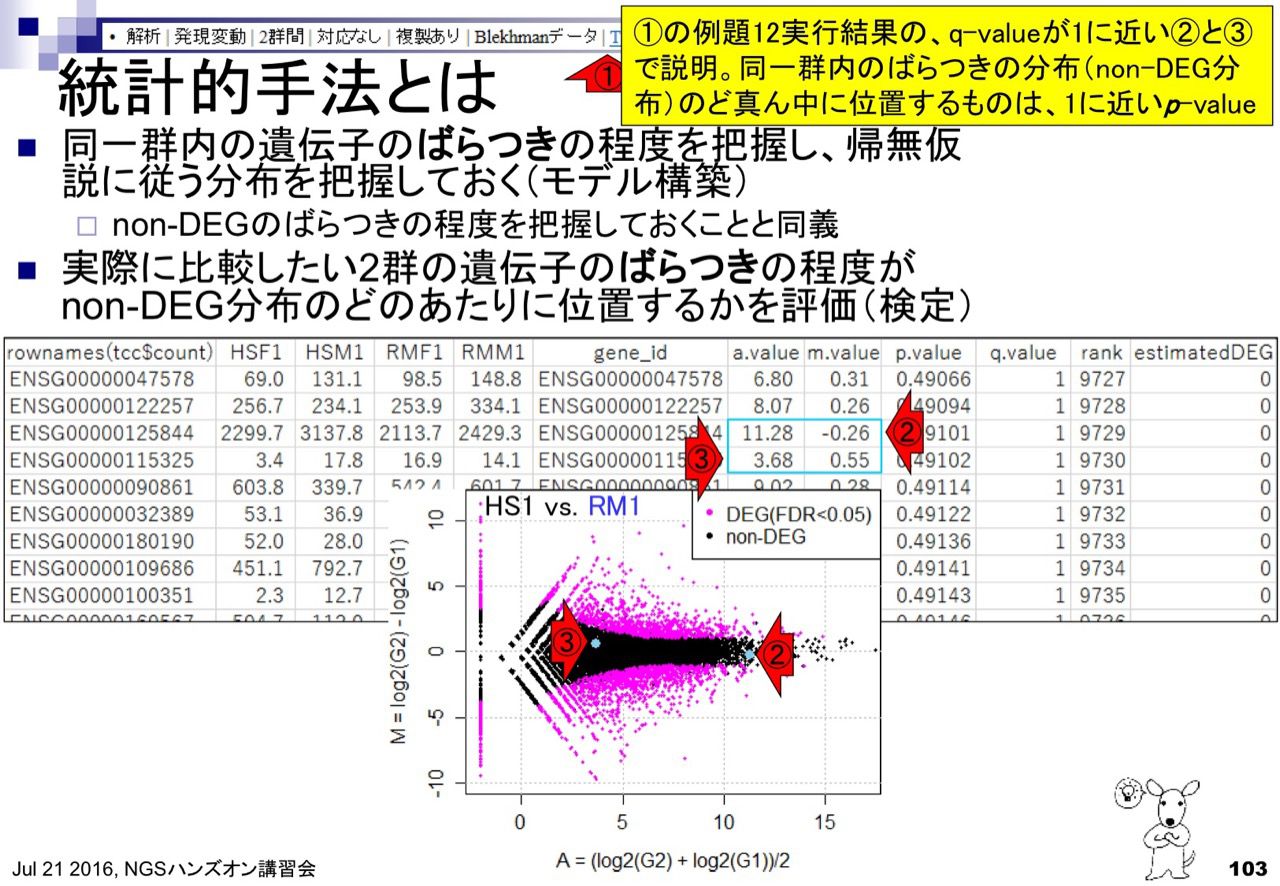 • 解析 | 発現変動 | 2群間 | 対応なし | 複製あり | Blekhmanデータ | T
①の例題12実行結果の、q-valueが1に近い②と③
で説明。同一群内のばらつきの分布(non-DEG分
布)のど真ん中に位置するものは、1に近いp-value
①
統計的手法とは
同一群内の遺伝子のばらつきの程度を把握し、帰無仮
説に従う分布を把握しておく(モデル構築)
non-DEGのばらつきの程度を把握しておくことと同義
実際に比較したい2群の遺伝子のばらつきの程度が
non-DEG分布のどのあたりに位置するかを評価(検定)
rownames(tcc$count) HSF1 HSM1 RMF1 RMM1 gene_id a.value m.value p.value q.value rank estimatedDEG
ENSG00000047578 69.0 131.1 98.5 148.8 ENSG00000047578 6.80 0.31 0.49066 1 9727 0
ENSG00000122257 256.7 234.1 253.9 334.1 ENSG00000122257 8.07 0.26 0.49094 1 9728 0
ENSG00000125844 2299.7 3137.8 2113.7 2429.3 ENSG00000125844 11.28 -0.26 ② 9101 1 9729 0
ENSG00000115325 3.4 17.8 16.9 14.1 ENSG00000115 ③ 3.68 0.55 0.49102 1 9730 0
ENSG00000090861 603.8 339.7 542.4 601.7 ENSG00000090861 9.02 0.28 0.49114 1 9731 0
ENSG00000032389 53.1 36.9 0.49122 1 9732 0
ENSG00000180190 52.0 28.0 0.49136 1 9733 0
ENSG00000109686 451.1 792.7 0.49141 1 9734 0
ENSG00000100351 2.3 12.7 0.49143 1 9735 0
HS1 vs. RM1
DEG(FDR<0.05)
non-DEG
M = log2(G2) - log2(G1)
10
5
0
-5
-10
③
②
0 5 10 15
A = (log2(G2) + log2(G1))/2
Jul 21 2016, NGSハンズオン講習会
103